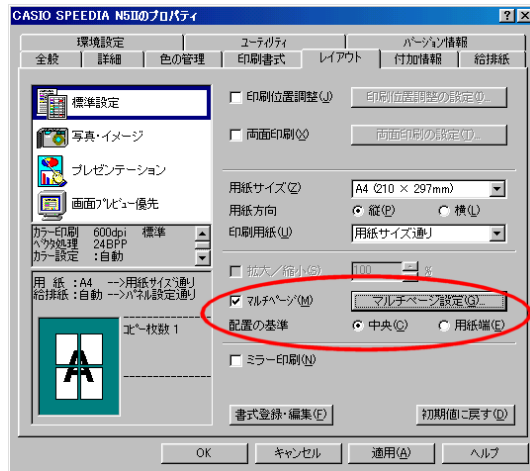 CASIO SPEEDIA N5IIのプロパティ
環境設定 ユーティリティ バージョン情報
全般 詳細 色の管理 印刷書式 レイアウト 付加情報 給排紙
標準設定
写真・イメージ
プレゼンテーション
画面プレビュー優先
カラー印刷 600dpi 標準
ベタ処理 24BPP
カラー設定 :自動
用 紙 :A4 -->用紙サイズ通り
給排紙 :自動 -->パネル設定通り
コピー枚数 1
A
印刷位置調整(J) 印刷位置調整の設定(I)...
両面印刷(X) 両面印刷の設定(T)...
用紙サイズ(Z) A4 (210 × 297mm)
用紙方向 縦(P) 横(L)
印刷用紙(U) 用紙サイズ通り
拡大/縮小(S) 100 %
マルチページ(M) マルチページ設定(G)...
配置の基準 中央(C) 用紙端(E)
ミラー印刷(N)
書式登録・編集(F) 初期値に戻す(D)
OK キャンセル 適用(A) ヘルプ